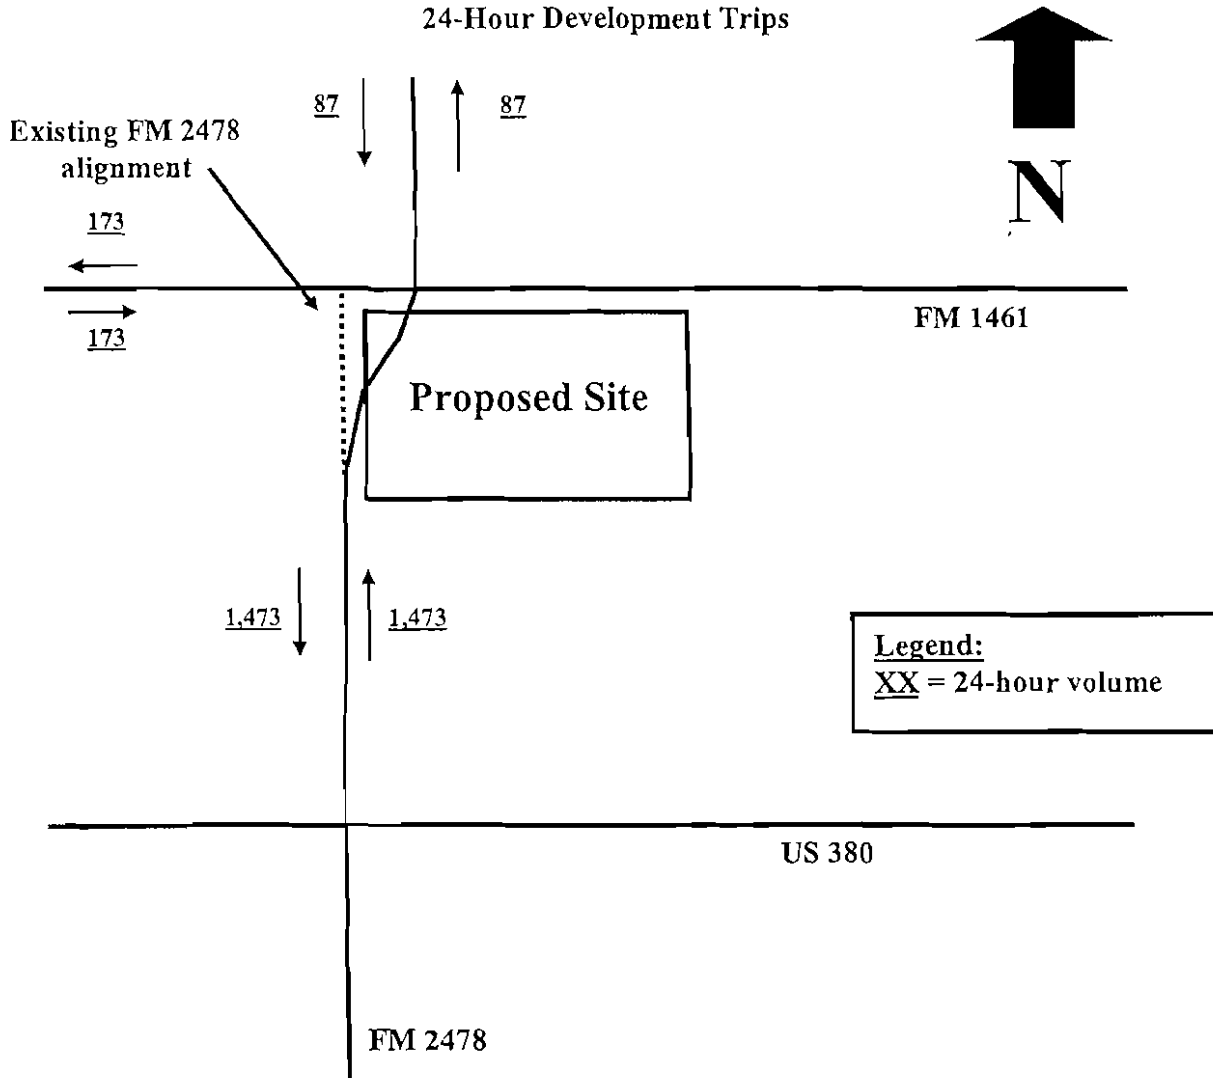 24-Hour Development Trips
87
87
Existing FM 2478
alignment
N
173
173
FM 1461
Proposed Site
1,473
1,473
Legend:
XX = 24-hour volume
US 380
FM 2478